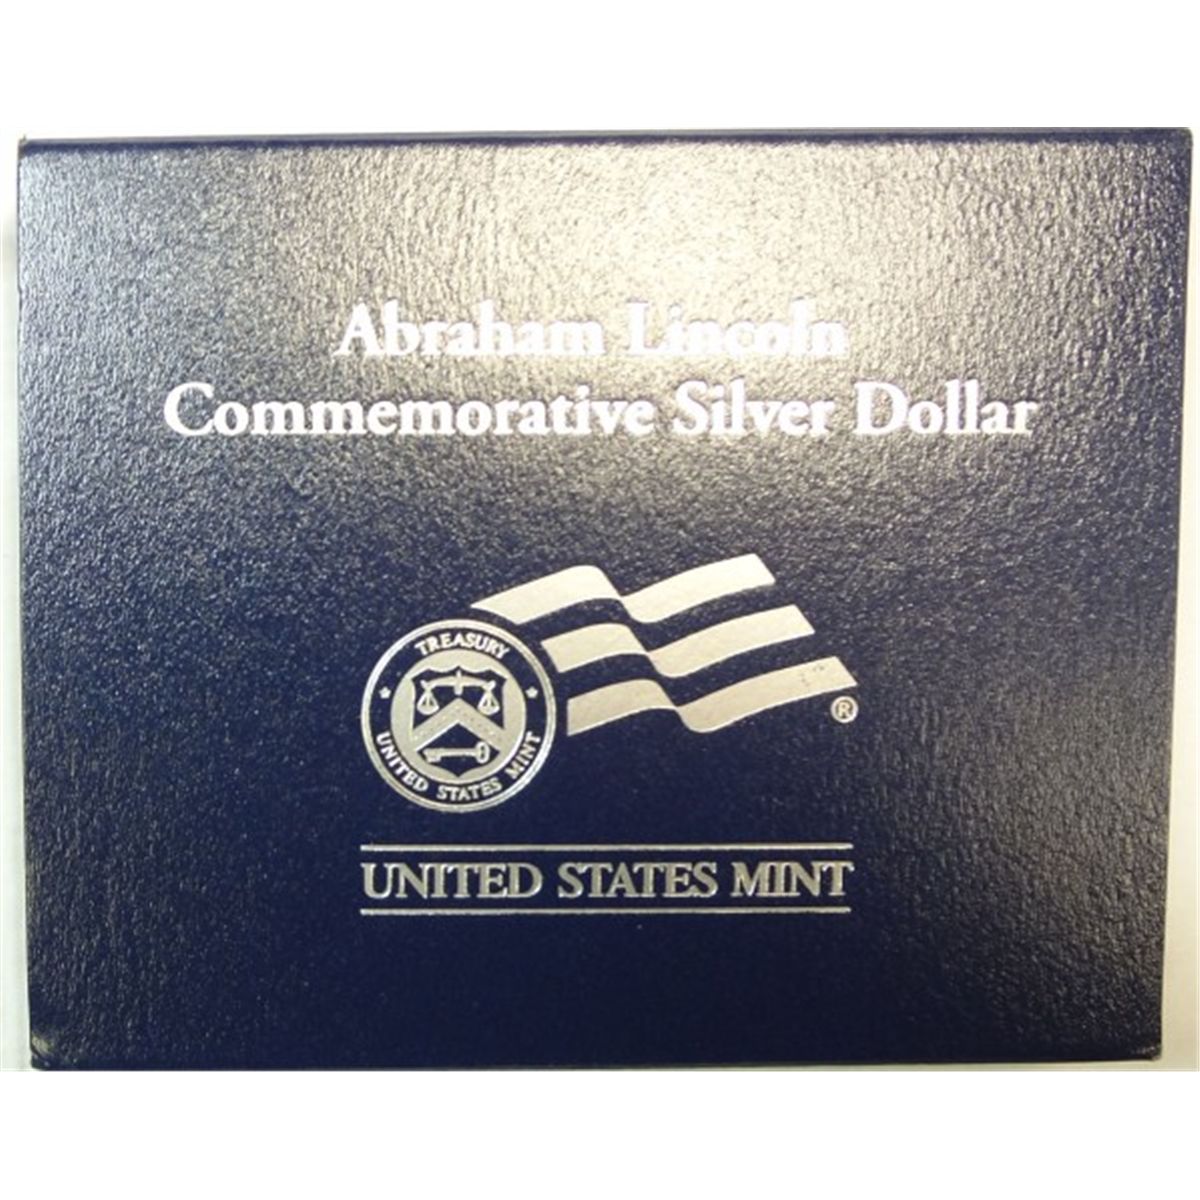 Abraham Lincoln
Commemorative Silver Dollar
TREASURY
UNITED STATES MINT
®
UNITED STATES MINT